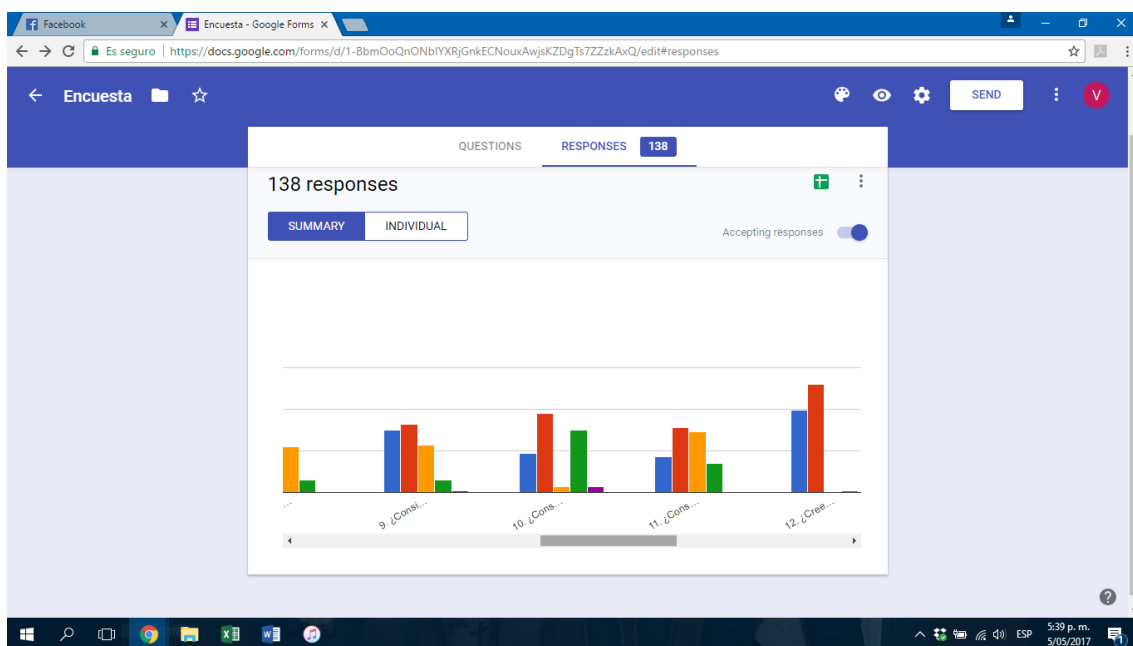 Facebook
Encuesta - Google Forms
Es seguro | https://docs.google.com/forms/d/1-BbmOoQnONblYXRjGnkECNouxAwjsKZDgTs7ZZzkAxQ/edit#responses
Encuesta
SEND
V
QUESTIONS RESPONSES 138
138 responses
SUMMARY INDIVIDUAL
Accepting responses
...
9. ¿Consi...
10. ¿Cons...
11. ¿Cons...
12. ¿Cree...
ESP
5:39 p. m.
5/05/2017